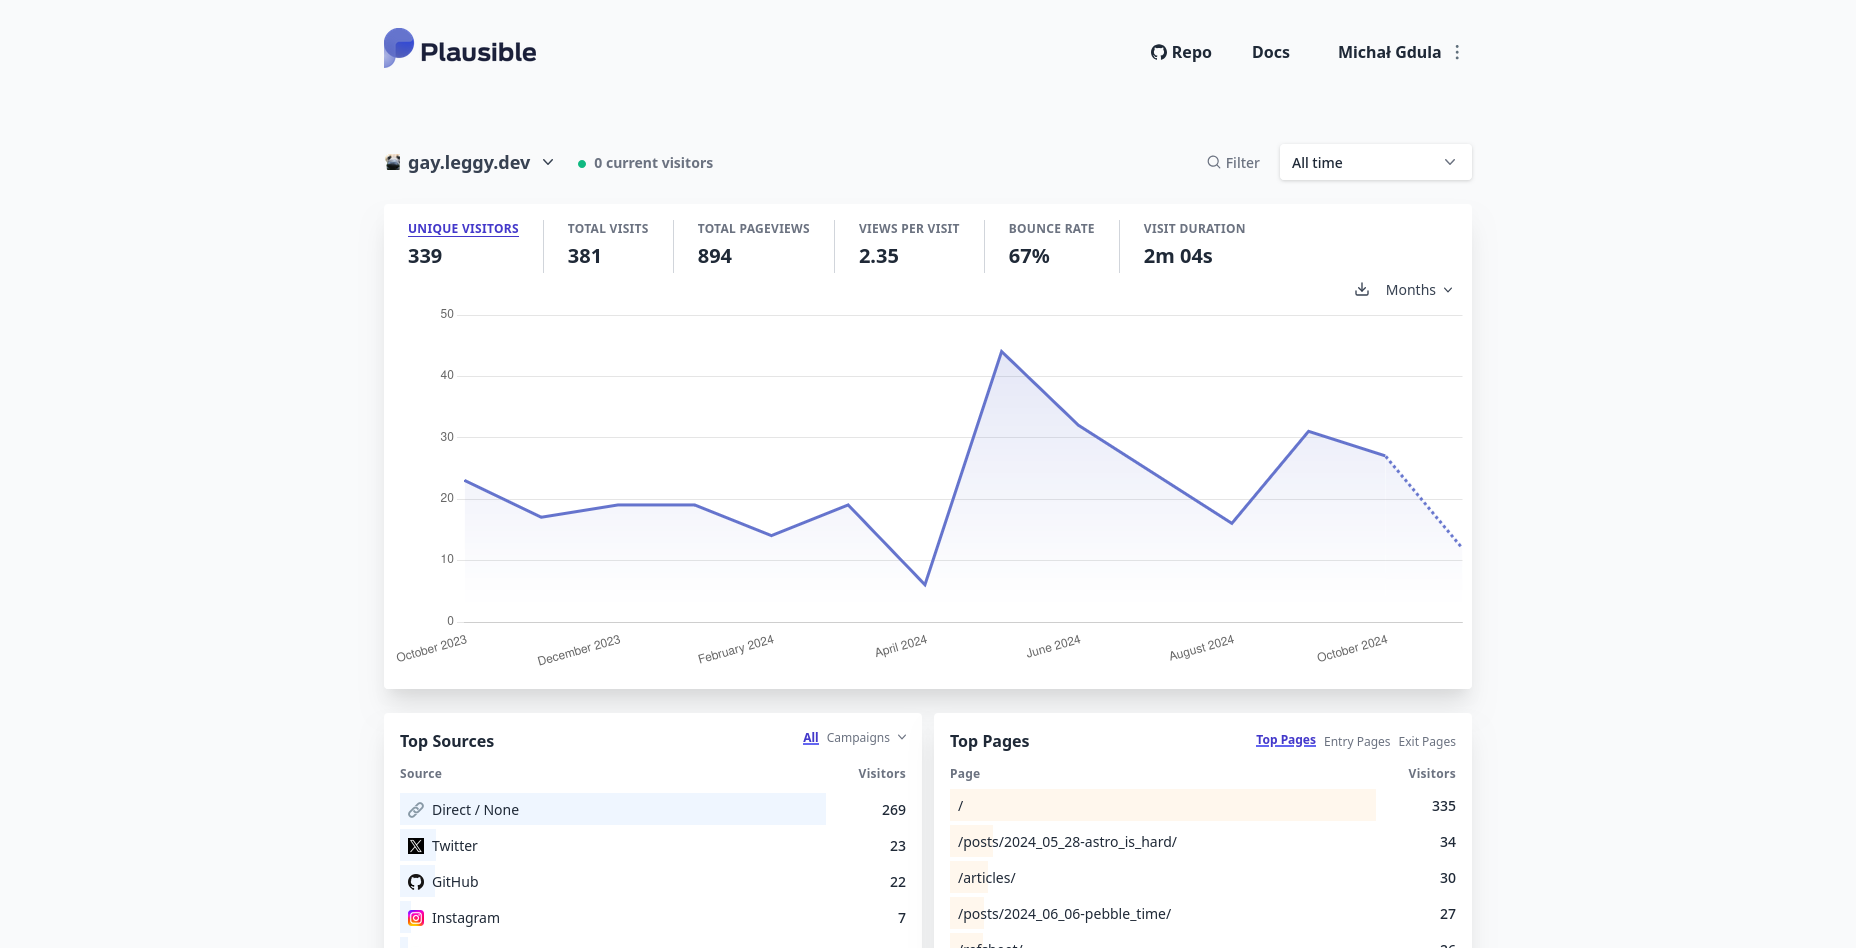 Plausible
Repo Docs Michał Gdula
gay.leggy.dev 0 current visitors Filter All time
UNIQUE VISITORS TOTAL VISITS TOTAL PAGEVIEWS VIEWS PER VISIT BOUNCE RATE VISIT DURATION
339 381 894 2.35 67% 2m 04s
Months
50
40
30
20
10
0
October 2023 December 2023 February 2024 April 2024 June 2024 August 2024 October 2024
Top Sources All Campaigns
Source Visitors
Direct / None 269
Twitter 23
GitHub 22
Instagram 7
Top Pages Top Pages Entry Pages Exit Pages
Page Visitors
/ 335
/posts/2024_05_28-astro_is_hard/ 34
/articles/ 30
/posts/2024_06_06-pebble_time/ 27